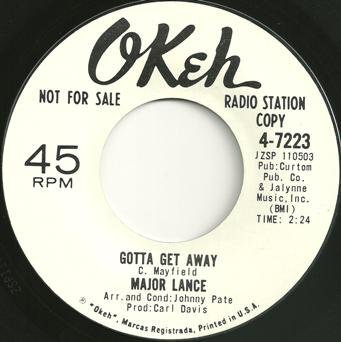 OKeh
NOT FOR SALE
RADIO STATION
COPY
45
RPM
4-7223
JZSP 110503
Pub: Curtom
Pub. Co.
& Jalynne
Music, Inc.
(BMI)
TIME: 2:24
GOTTA GET AWAY
C. Mayfield
MAJOR LANCE
Arr. and Cond: Johnny Pate
Prod: Carl Davis
"Okeh", Marcas Registrada, Printed in U.S.A.